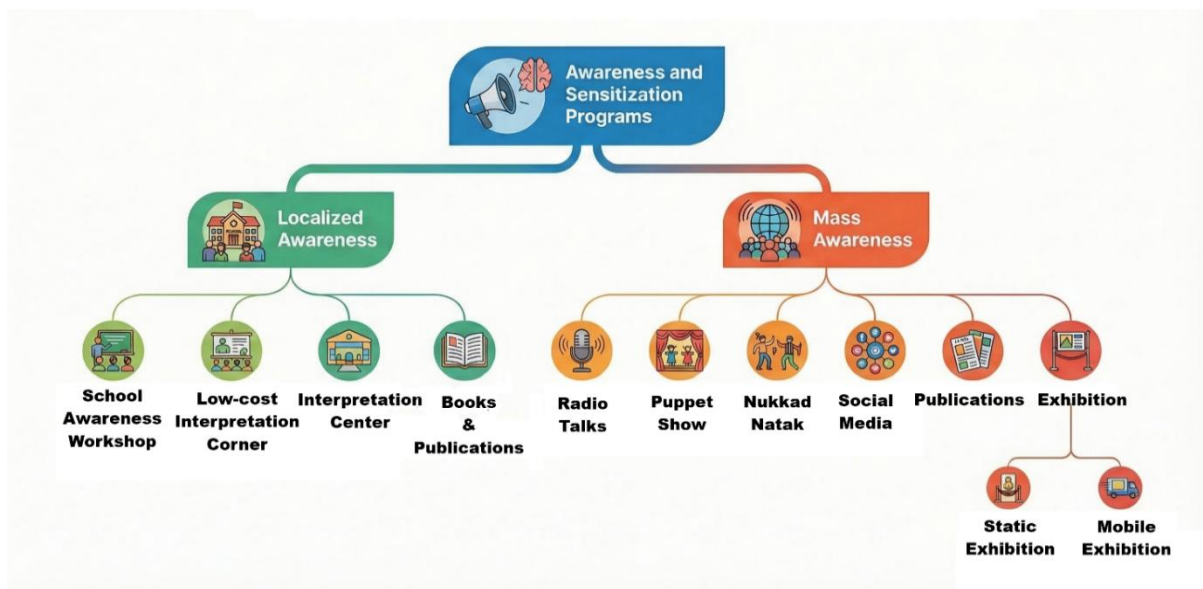 Awareness and
Sensitization
Programs
Localized
Awareness
Mass
Awareness
School
Awareness
Workshop
Low-cost
Interpretation
Corner
Interpretation
Center
Books
&
Publications
Radio
Talks
Puppet
Show
Nukkad
Natak
Social
Media
Publications
Exhibition
Static
Exhibition
Mobile
Exhibition